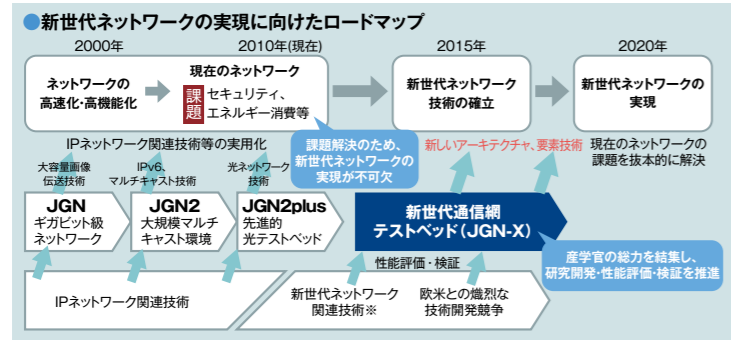 ●新世代ネットワークの実現に向けたロードマップ
2000年
2010年(現在)
2015年
2020年
ネットワークの
高速化・高機能化
現在のネットワーク
課題
セキュリティ、
エネルギー消費等
新世代ネットワーク
技術の確立
新世代ネットワークの
実現
IPネットワーク関連技術等の実用化
課題解決のため、
新世代ネットワークの
実現が不可欠
新しいアーキテクチャ、要素技術
現在のネットワークの
課題を抜本的に解決
大容量画像
伝送技術
IPv6、
マルチキャスト技術
光ネットワーク
技術
JGN
ギガビット級
ネットワーク
JGN2
大規模マルチ
キャスト環境
JGN2plus
先進的
光テストベッド
新世代通信網
テストベッド(JGN-X)
産学官の総力を結集し、
研究開発・性能評価・検証を推進
性能評価・検証
IPネットワーク関連技術
新世代ネットワーク
関連技術※
欧米との熾烈な
技術開発競争